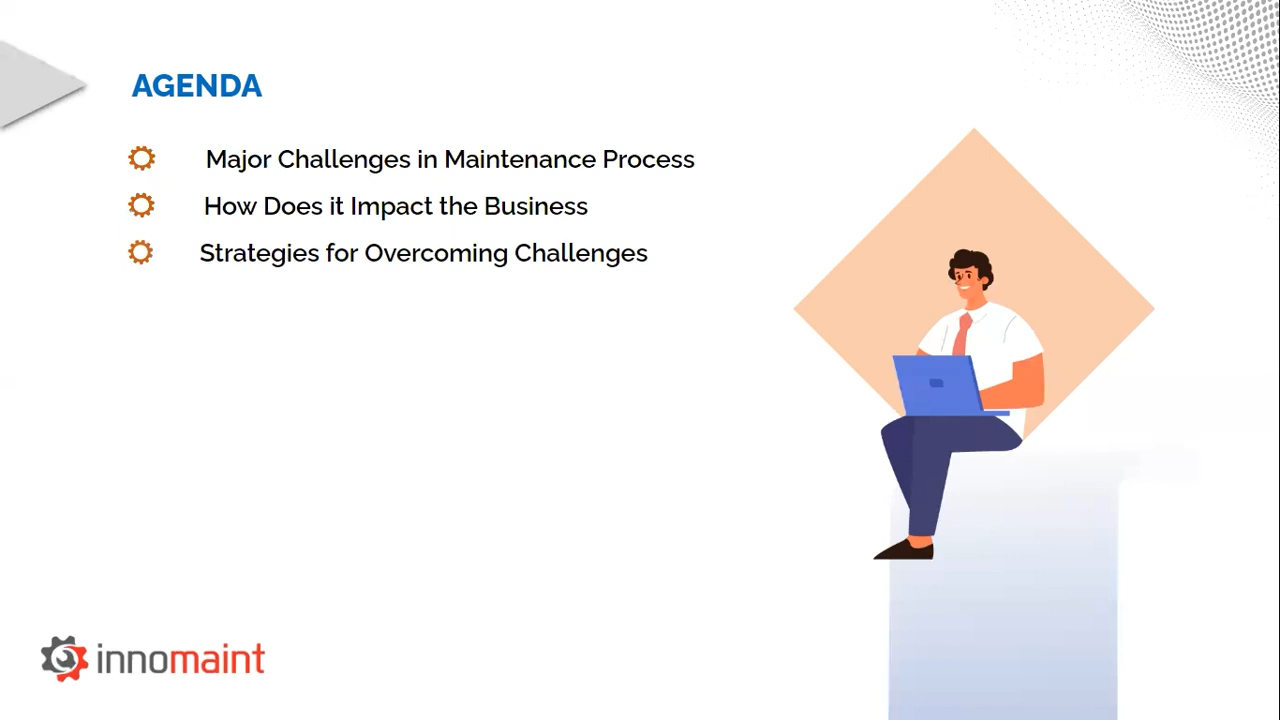 AGENDA
Major Challenges in Maintenance Process
How Does it Impact the Business
Strategies for Overcoming Challenges
innomaint